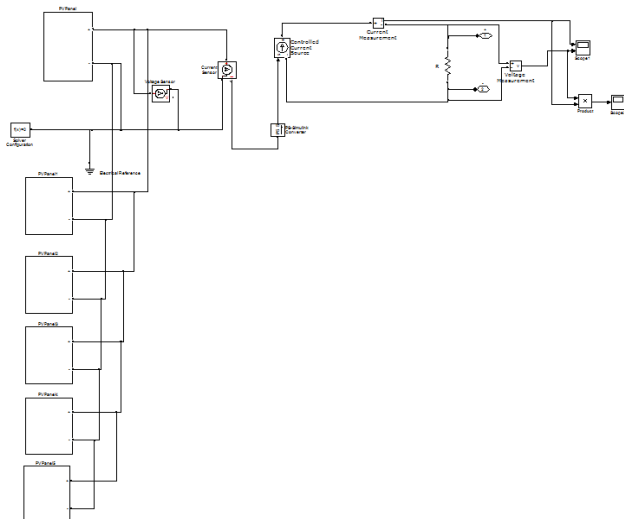 PVPanel
Voltage Sensor
Current
Sensor
Controlled
Current
Source
Current
Measurement
R
Voltage
Measurement
Scope1
Product
Scope
PS-Simulink
Converter
f(x)=0
Solver
Configuration
Electrical Reference
PVPanel1
PVPanel2
PVPanel3
PVPanel4
PVPanel5